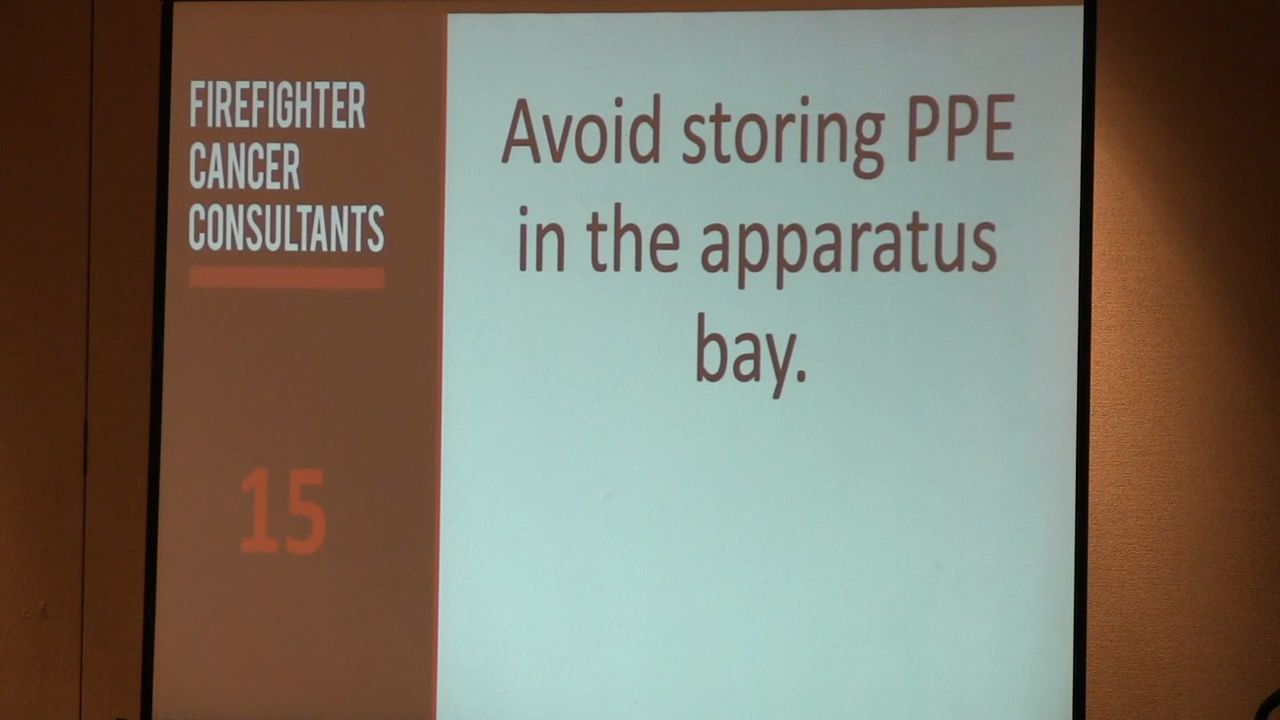 FIREFIGHTER
CANCER
CONSULTANTS
15
Avoid storing PPE
in the apparatus
bay.